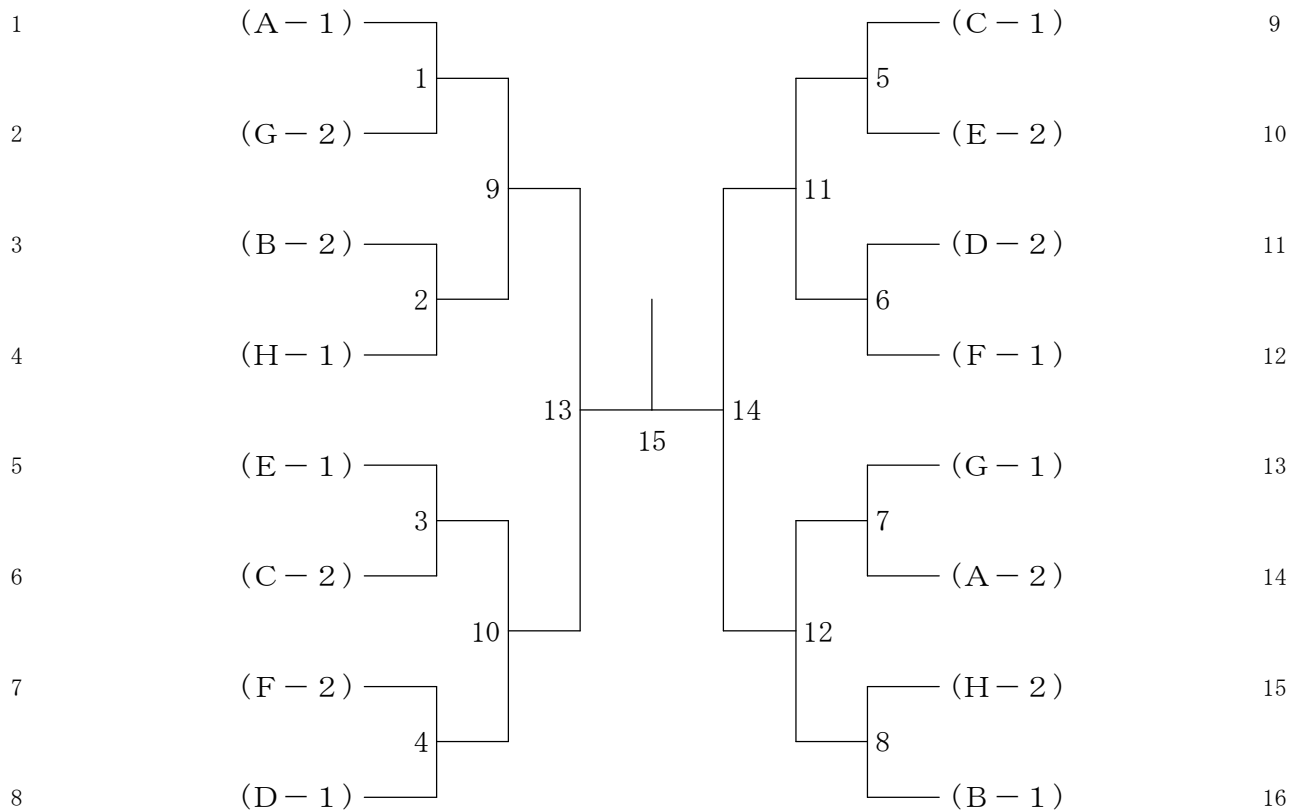 1 （A－1） （C－1） 9
1 5
2 （G－2） （E－2） 10
9 11
3 （B－2） （D－2） 11
2 6
4 （H－1） （F－1） 12
13 14
15
5 （E－1） （G－1） 13
3 7
6 （C－2） （A－2） 14
10 12
7 （F－2） （H－2） 15
4 8
8 （D－1） （B－1） 16